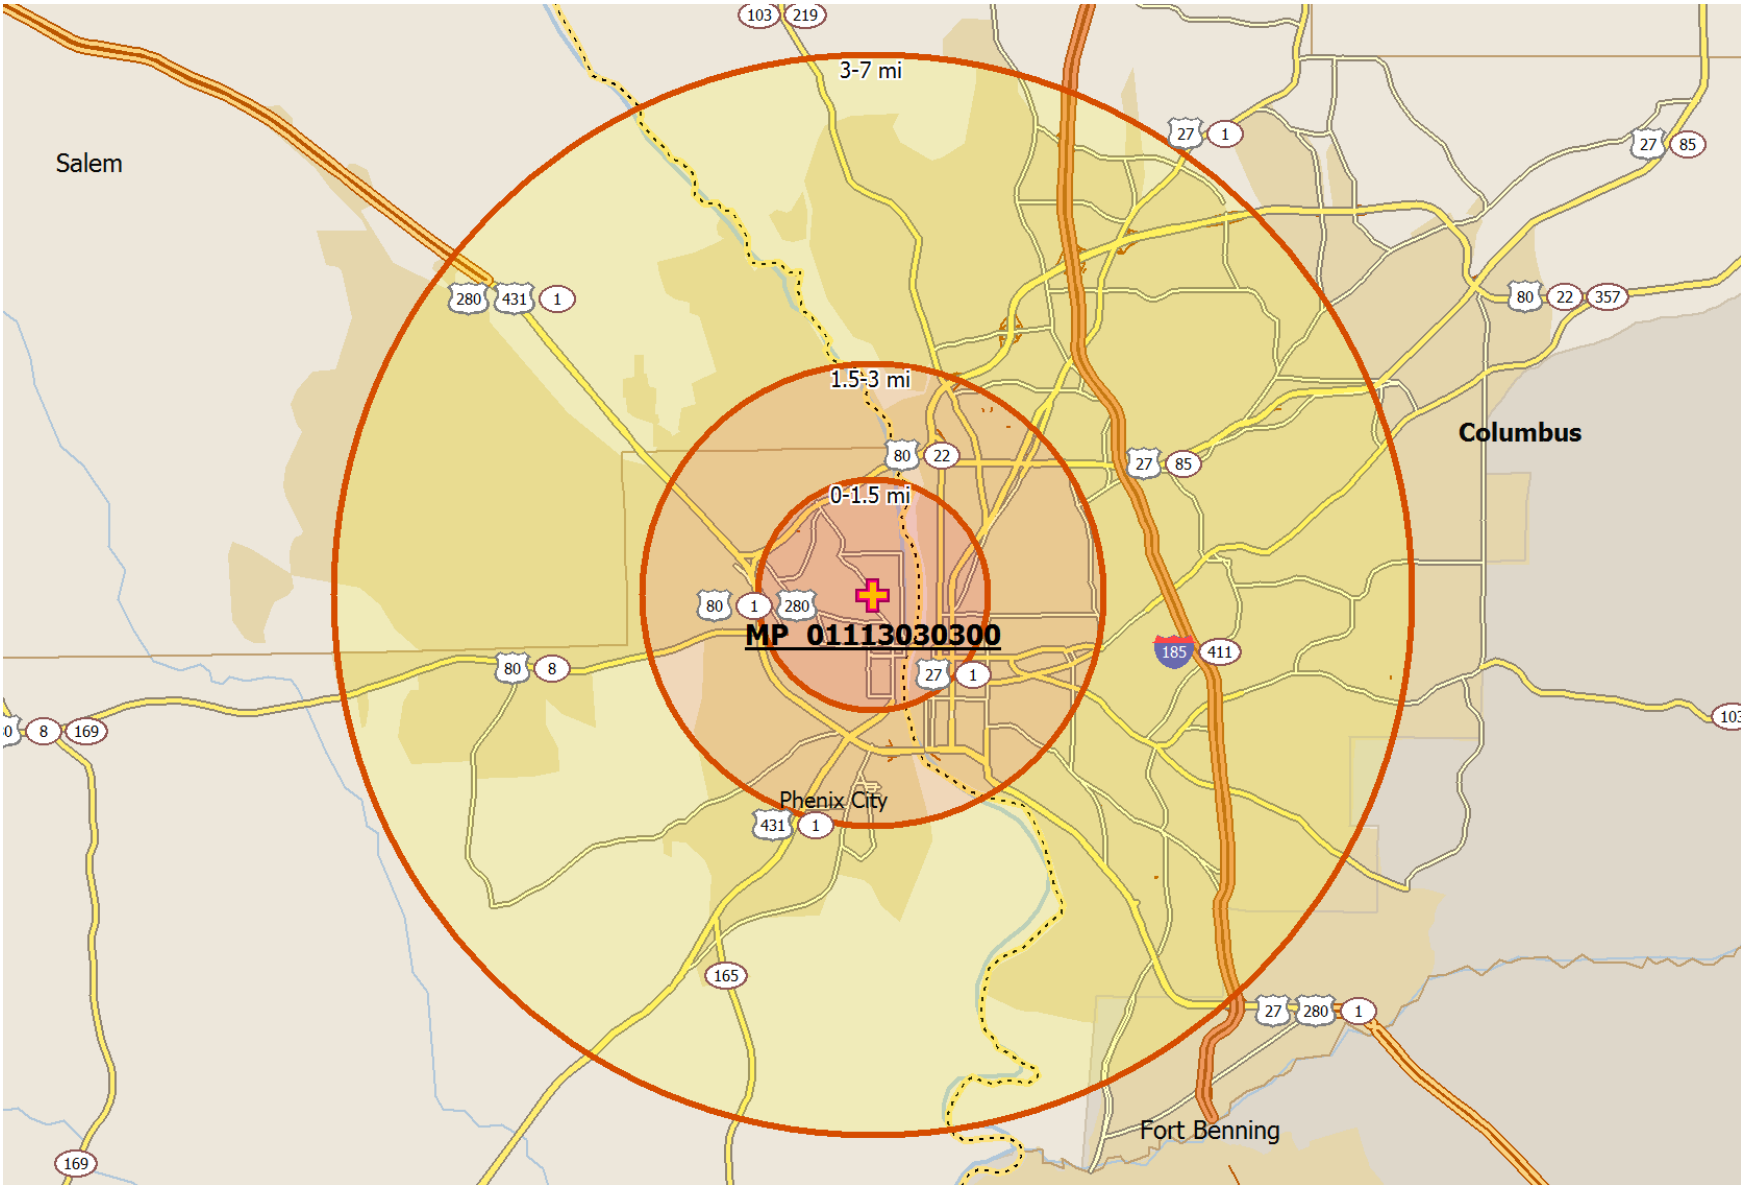 103 219
3-7 mi
27 1
27 85
Salem
280 431 1
80 22 357
1.5-3 mi
Columbus
80 22
27 85
0-1.5 mi
80 1 280
MP 01113030300
185 411
80 8
27 1
8 169
103
Phenix City
431 1
165
27 280 1
Fort Benning
169